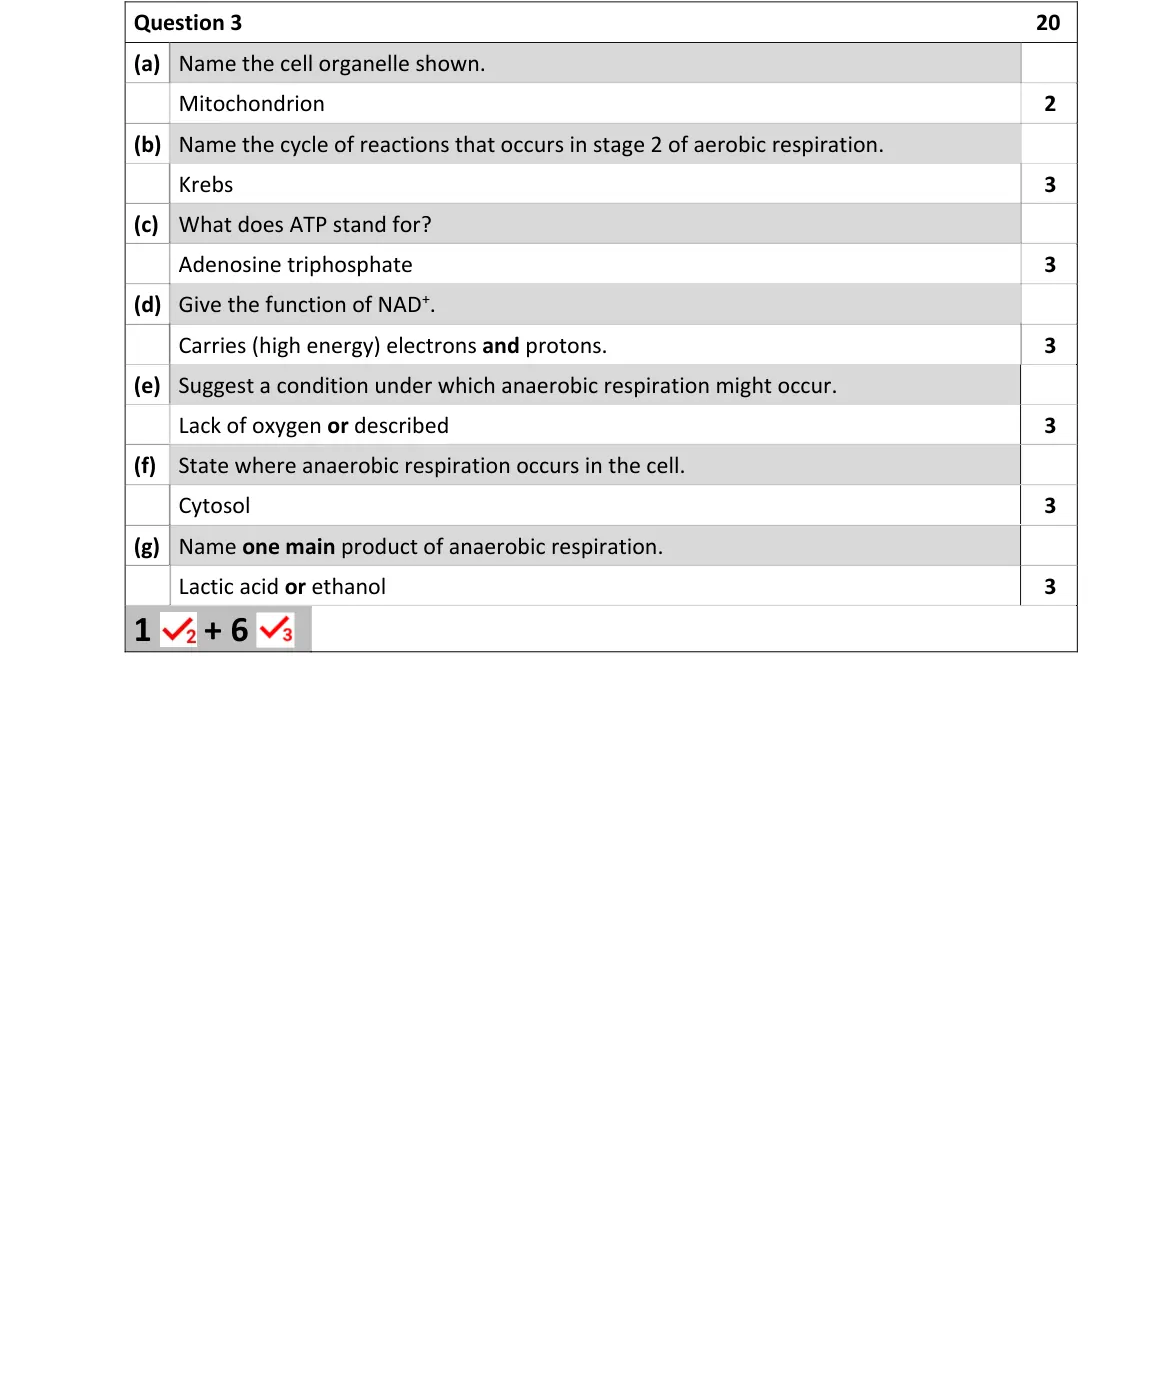 Question 3 20
(a) Name the cell organelle shown.
Mitochondrion 2
(b) Name the cycle of reactions that occurs in stage 2 of aerobic respiration.
Krebs 3
(c) What does ATP stand for?
Adenosine triphosphate 3
(d) Give the function of NAD⁺.
Carries (high energy) electrons and protons. 3
(e) Suggest a condition under which anaerobic respiration might occur.
Lack of oxygen or described 3
(f) State where anaerobic respiration occurs in the cell.
Cytosol 3
(g) Name one main product of anaerobic respiration.
Lactic acid or ethanol 3
1 ✓2 + 6 ✓3